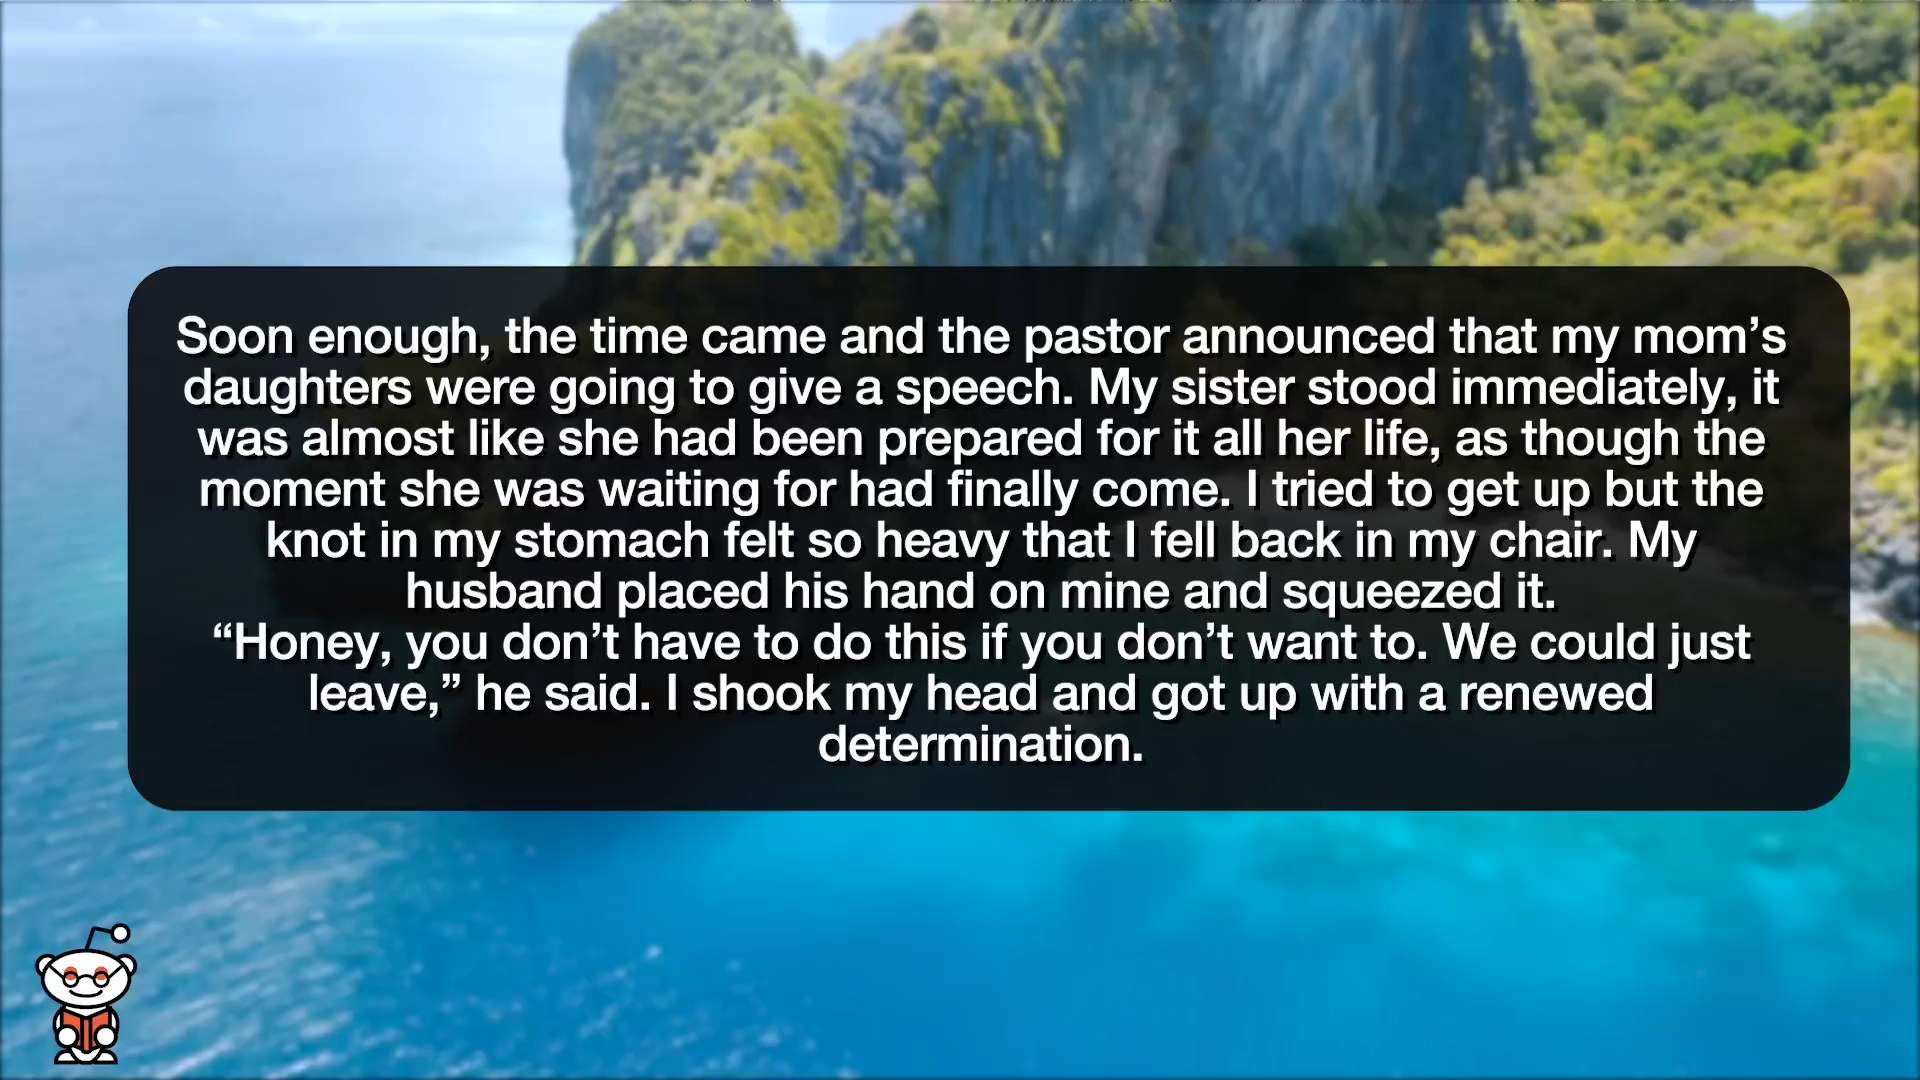 Soon enough, the time came and the pastor announced that my mom’s
daughters were going to give a speech. My sister stood immediately, it
was almost like she had been prepared for it all her life, as though the
moment she was waiting for had finally come. I tried to get up but the
knot in my stomach felt so heavy that I fell back in my chair. My
husband placed his hand on mine and squeezed it.
“Honey, you don’t have to do this if you don’t want to. We could just
leave,” he said. I shook my head and got up with a renewed
determination.